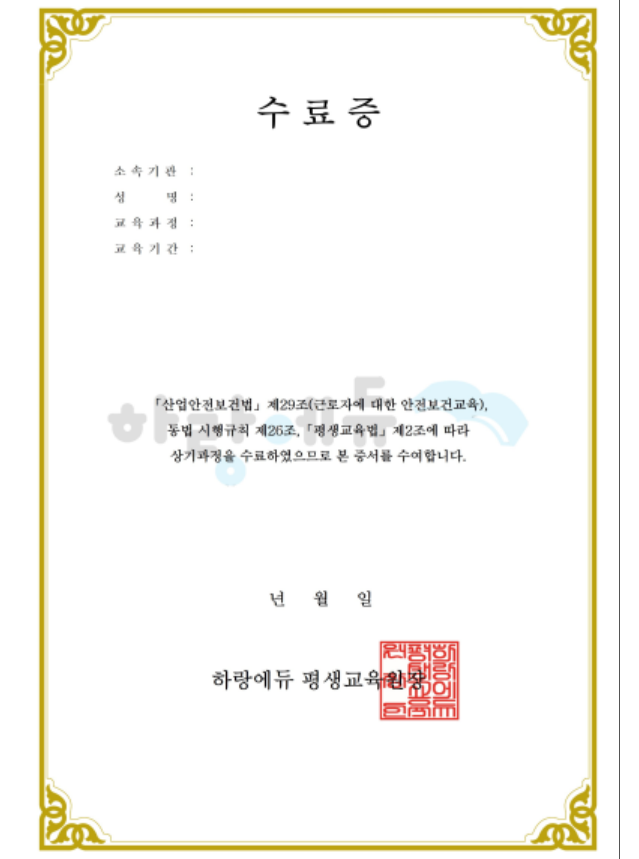 수료증
소속기관 :
성 명 :
교육과정 :
교육기간 :
하랑에듀
「산업안전보건법」 제29조(근로자에 대한 안전보건교육),
동법 시행규칙 제26조, 「평생교육법」 제2조에 따라
상기과정을 수료하였으므로 본 증서를 수여합니다.
년 월 일
하랑에듀 평생교육원장